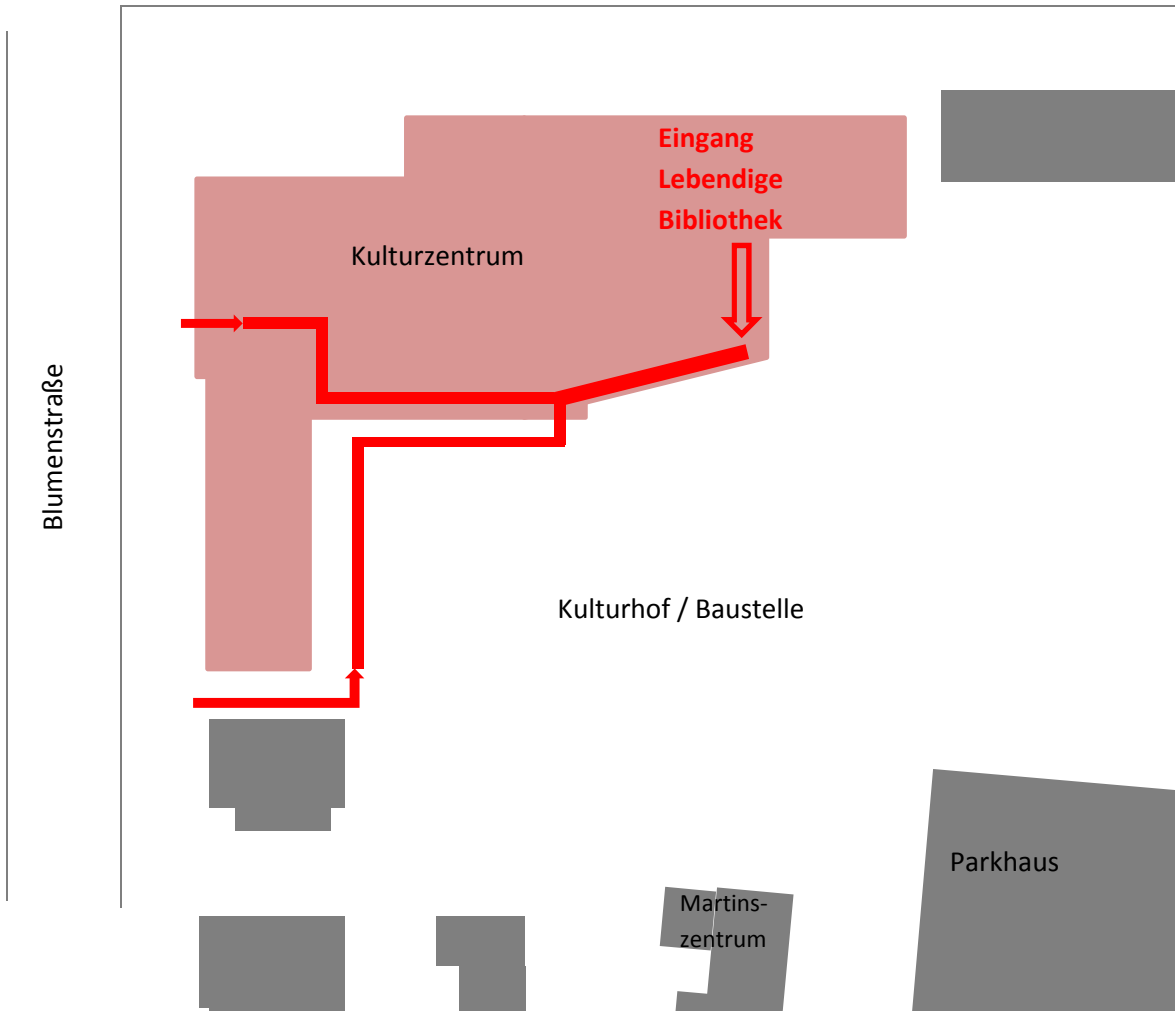 Eingang
Lebendige
Bibliothek
Kulturzentrum
Blumenstraße
Kulturhof / Baustelle
Parkhaus
Martins-
zentrum